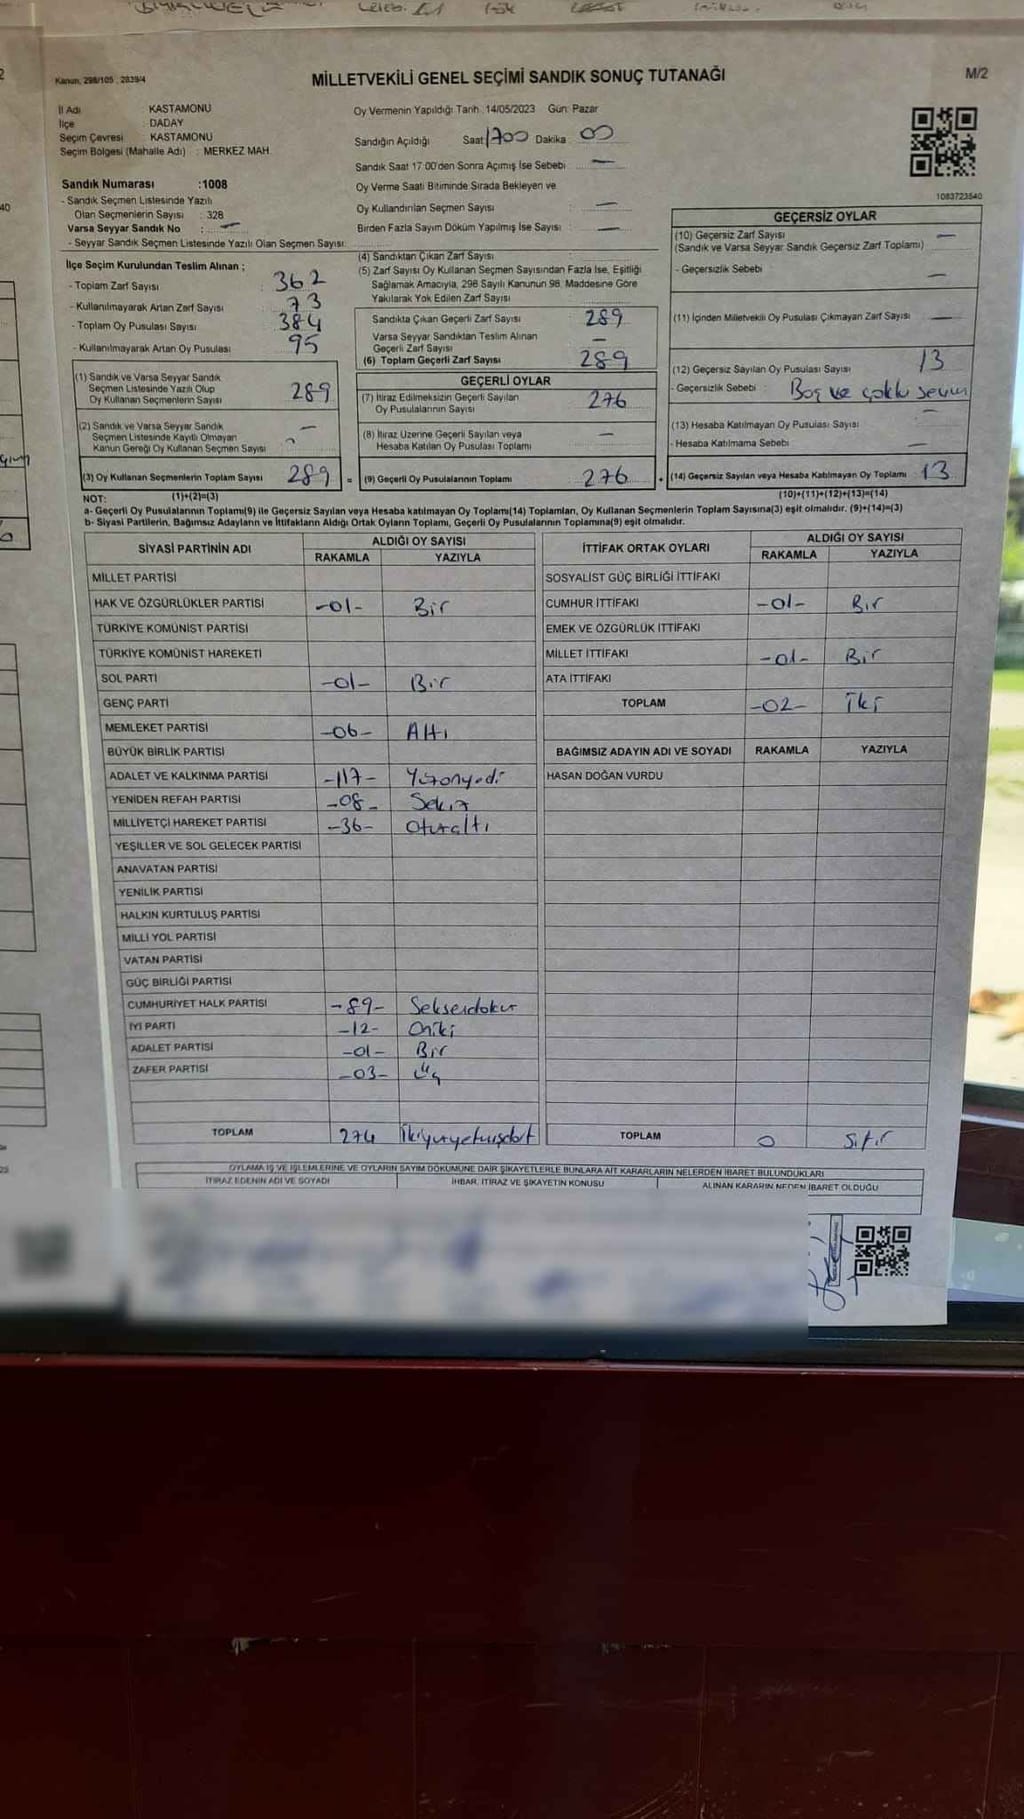 Kanun, 298/105 , 2839/4
MİLLETVEKİLİ GENEL SEÇİMİ SANDIK SONUÇ TUTANAĞI
M/2
İl Adı KASTAMONU
İlçe : DADAY
Seçim Çevresi KASTAMONU
Seçim Bölgesi (Mahalle Adı) : MERKEZ MAH.
Sandık Numarası :1008
- Sandık Seçmen Listesinde Yazılı
Olan Seçmenlerin Sayısı : 328
Varsa Seyyar Sandık No : —
- Seyyar Sandık Seçmen Listesinde Yazılı Olan Seçmen Sayısı:
İlçe Seçim Kurulundan Teslim Alınan ;
- Toplam Zarf Sayısı 362
- Kullanılmayarak Artan Zarf Sayısı 73
- Toplam Oy Pusulası Sayısı 384
- Kullanılmayarak Artan Oy Pusulası 95
Oy Vermenin Yapıldığı Tarih : 14/05/2023 Gün: Pazar
Sandığın Açıldığı Saat 1700 Dakika : 00
Sandık Saat 17:00'den Sonra Açımış İse Sebebi : —
Oy Verme Saati Bitiminde Sırada Bekleyen ve
Oy Kullandırılan Seçmen Sayısı : —
Birden Fazla Sayım Döküm Yapılmış İse Sayısı : —
(4) Sandıktan Çıkan Zarf Sayısı :
(5) Zarf Sayısı Oy Kullanan Seçmen Sayısından Fazla İse, Eşitliği
Sağlamak Amacıyla, 298 Sayılı Kanunun 98. Maddesine Göre
Yakılarak Yok Edilen Zarf Sayısı :
Sandıkta Çıkan Geçerli Zarf Sayısı 289
Varsa Seyyar Sandıktan Teslim Alınan
Geçerli Zarf Sayısı —
(6) Toplam Geçerli Zarf Sayısı 289
1083723540
GEÇERSİZ OYLAR
(10) Geçersiz Zarf Sayısı —
(Sandık ve Varsa Seyyar Sandık Geçersiz Zarf Toplamı)
- Geçersizlik Sebebi —
(11) İçinden Milletvekili Oy Pusulası Çıkmayan Zarf Sayısı —
(12) Geçersiz Sayılan Oy Pusulası Sayısı 13
- Geçersizlik Sebebi : Boş ve çoklu seçim
(13) Hesaba Katılmayan Oy Pusulası Sayısı —
- Hesaba Katılmama Sebebi —
(14) Geçersiz Sayılan veya Hesaba Katılmayan Oy Toplamı 13
(10)+(11)+(12)+(13)=(14)
(1) Sandık ve Varsa Seyyar Sandık
Seçmen Listesinde Yazılı Olup
Oy Kullanan Seçmenlerin Sayısı 289
(2) Sandık ve Varsa Seyyar Sandık
Seçmen Listesinde Kayıtlı Olmayan
Kanun Gereği Oy Kullanan Seçmen Sayısı —
(3) Oy Kullanan Seçmenlerin Toplam Sayısı 289 =
GEÇERLİ OYLAR
(7) İtiraz Edilmeksizin Geçerli Sayılan
Oy Pusulalarının Sayısı 276
(8) İtiraz Üzerine Geçerli Sayılan veya
Hesaba Katılan Oy Pusulası Toplamı —
(9) Geçerli Oy Pusulalarının Toplamı 276 +
NOT: (1)+(2)=(3)
a- Geçerli Oy Pusulalarının Toplamı(9) ile Geçersiz Sayılan veya Hesaba katılmayan Oy Toplamı(14) Toplamları, Oy Kullanan Seçmenlerin Toplam Sayısına(3) eşit olmalıdır. (9)+(14)=(3)
b- Siyasi Partilerin, Bağımsız Adayların ve İttifakların Aldığı Ortak Oyların Toplamı, Geçerli Oy Pusulalarının Toplamına(9) eşit olmalıdır.
SİYASİ PARTİNİN ADI ALDIĞI OY SAYISI
RAKAMLA YAZIYLA
MİLLET PARTİSİ
HAK VE ÖZGÜRLÜKLER PARTİSİ -01- Bir
TÜRKİYE KOMÜNİST PARTİSİ
TÜRKİYE KOMÜNİST HAREKETİ
SOL PARTİ -01- Bir
GENÇ PARTİ
MEMLEKET PARTİSİ -06- Altı
BÜYÜK BİRLİK PARTİSİ
ADALET VE KALKINMA PARTİSİ -117- Yüzonyedi
YENİDEN REFAH PARTİSİ -08- Sekiz
MİLLİYETÇİ HAREKET PARTİSİ -36- Otuzaltı
YEŞİLLER VE SOL GELECEK PARTİSİ
ANAVATAN PARTİSİ
YENİLİK PARTİSİ
HALKIN KURTULUŞ PARTİSİ
MİLLİ YOL PARTİSİ
VATAN PARTİSİ
GÜÇ BİRLİĞİ PARTİSİ
CUMHURİYET HALK PARTİSİ -89- Seksendokuz
İYİ PARTİ -12- Oniki
ADALET PARTİSİ -01- Bir
ZAFER PARTİSİ -03- Üç
TOPLAM 274 İkiyüzyetmişdört
İTTİFAK ORTAK OYLARI ALDIĞI OY SAYISI
RAKAMLA YAZIYLA
SOSYALİST GÜÇ BİRLİĞİ İTTİFAKI
CUMHUR İTTİFAKI -01- Bir
EMEK VE ÖZGÜRLÜK İTTİFAKI
MİLLET İTTİFAKI -01- Bir
ATA İTTİFAKI
TOPLAM -02- İki
BAĞIMSIZ ADAYIN ADI VE SOYADI RAKAMLA YAZIYLA
HASAN DOĞAN VURDU
TOPLAM 0 Sıfır
OYLAMA İŞ VE İŞLEMLERİNE VE OYLARIN SAYIM DÖKÜMÜNE DAİR ŞİKAYETLERLE BUNLARA AİT KARARLARIN NELERDEN İBARET BULUNDUKLARI
İTİRAZ EDENİN ADI VE SOYADI İHBAR, İTİRAZ VE ŞİKAYETİN KONUSU ALINAN KARARIN NEDEN İBARET OLDUĞU